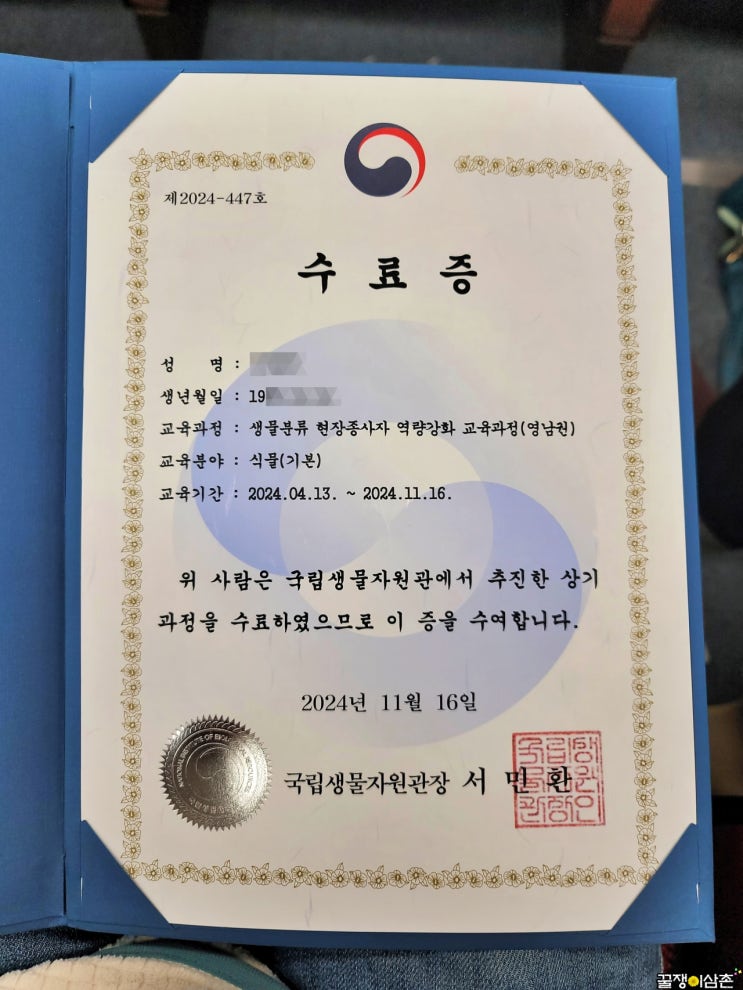 제2024-447호
수료증
성 명 :
생년월일 : 19
교육과정 : 생물분류 현장종사자 역량강화 교육과정(영남권)
교육분야 : 식물(기본)
교육기간 : 2024.04.13. ~ 2024.11.16.
위 사람은 국립생물자원관에서 추진한 상기
과정을 수료하였으므로 이 증을 수여합니다.
2024년 11월 16일
NATIONAL INSTITUTE OF
국립생물자원관장 서민환
꿀쟁이삼촌